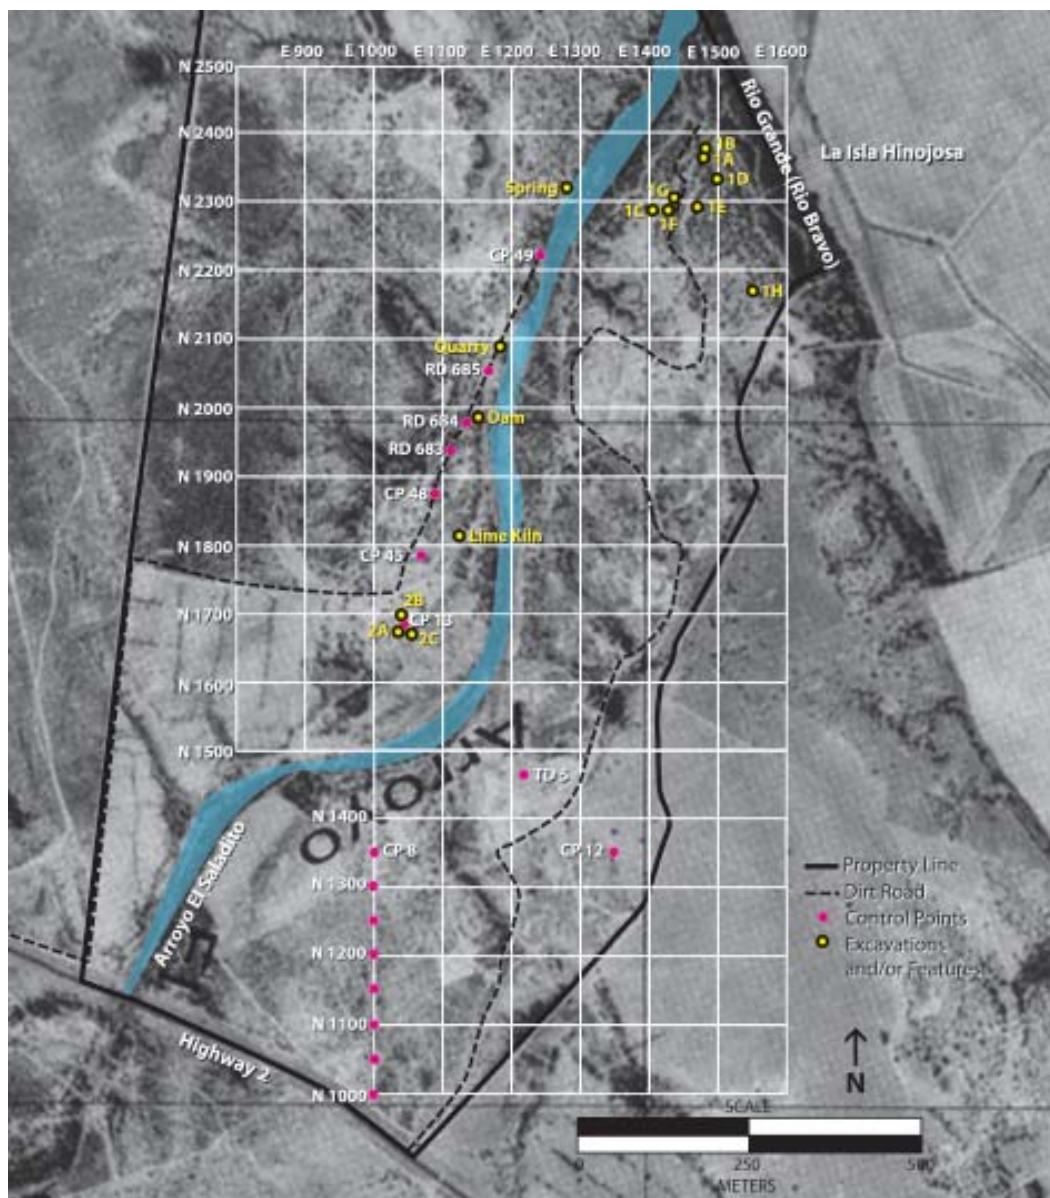 E 900 E 1000 E 1100 E 1200 E 1300 E 1400 E 1500 E 1600
N 2500
N 2400
N 2300
N 2200
N 2100
N 2000
N 1900
N 1800
N 1700
N 1600
N 1500
N 1400
N 1300
N 1200
N 1100
N 1000
Rio Grande (Rio Bravo)
La Isla Hinojosa
1B
1A
1D
Spring
1G
1C
1F
1E
CP 49
1H
Quarry
RD 685
Dam
RD 684
RD 683
CP 48
Lime Kiln
CP 45
2B
CP 13
2A
2C
Arroyo
TD 5
CP 8
CP 12
Arroyo El Saladito
Highway 2
Property Line
Dirt Road
Control Points
Excavations
and/or Features
N
SCALE
0 250 500
METERS